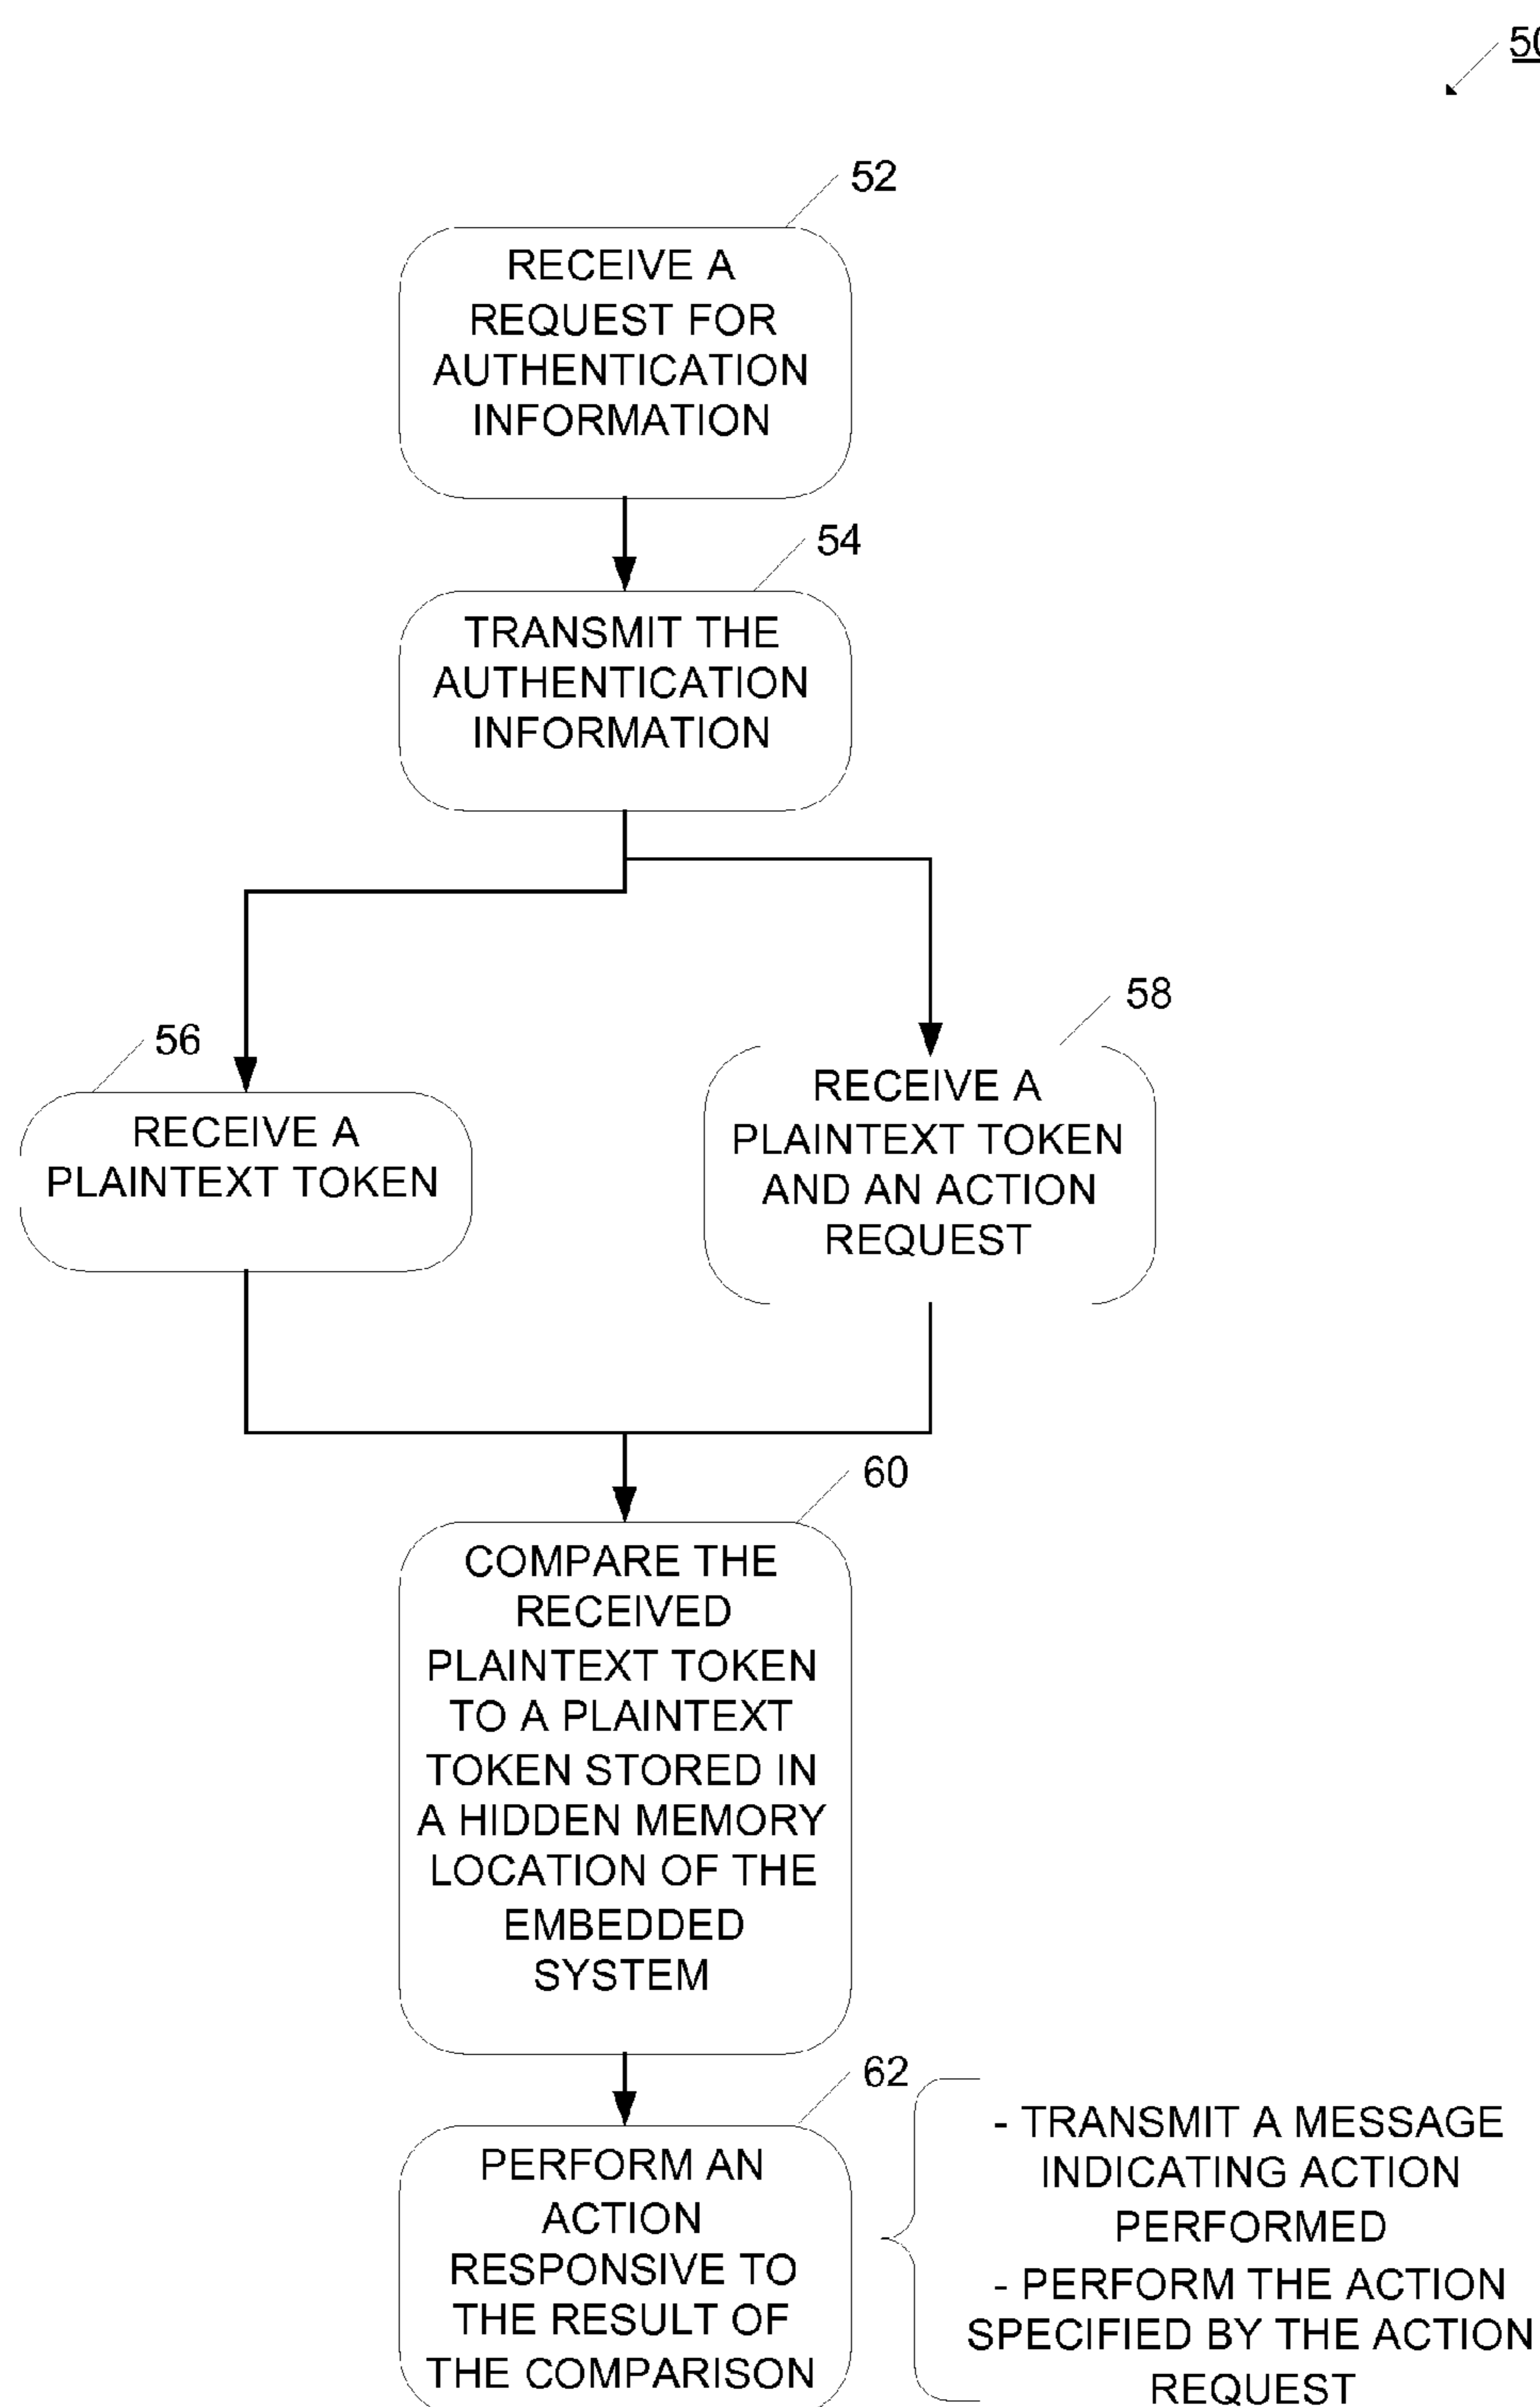 50
52
RECEIVE A
REQUEST FOR
AUTHENTICATION
INFORMATION
54
TRANSMIT THE
AUTHENTICATION
INFORMATION
56
RECEIVE A
PLAINTEXT TOKEN
58
RECEIVE A
PLAINTEXT TOKEN
AND AN ACTION
REQUEST
60
COMPARE THE
RECEIVED
PLAINTEXT TOKEN
TO A PLAINTEXT
TOKEN STORED IN
A HIDDEN MEMORY
LOCATION OF THE
EMBEDDED
SYSTEM
62
PERFORM AN
ACTION
RESPONSIVE TO
THE RESULT OF
THE COMPARISON
- TRANSMIT A MESSAGE
INDICATING ACTION
PERFORMED
- PERFORM THE ACTION
SPECIFIED BY THE ACTION
REQUEST